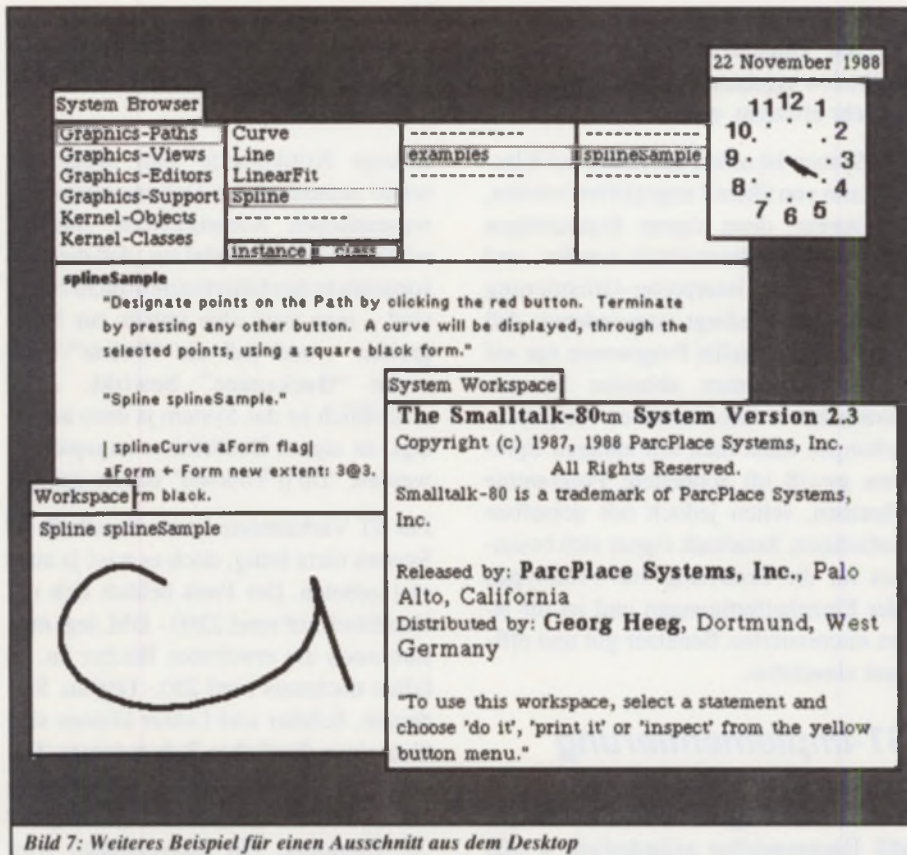 22 November 1988
11 12 1
10 2
9 3
8 4
7 6 5
System Browser
Graphics-Paths
Graphics-Views
Graphics-Editors
Graphics-Support
Kernel-Objects
Kernel-Classes
Curve
Line
LinearFit
Spline
instance class
examples
splineSample
splineSample
"Designate points on the Path by clicking the red button. Terminate
by pressing any other button. A curve will be displayed, through the
selected points, using a square black form."
"Spline splineSample."
| splineCurve aForm flag|
aForm ← Form new extent: 3@3.
rm black.
Workspace
Spline splineSample
System Workspace
The Smalltalk-80tm System Version 2.3
Copyright (c) 1987, 1988 ParcPlace Systems, Inc.
All Rights Reserved.
Smalltalk-80 is a trademark of ParcPlace Systems,
Inc.
Released by: ParcPlace Systems, Inc., Palo
Alto, California
Distributed by: Georg Heeg, Dortmund, West
Germany
"To use this workspace, select a statement and
choose 'do it', 'print it' or 'inspect' from the yellow
button menu."
Bild 7: Weiteres Beispiel für einen Ausschnitt aus dem Desktop